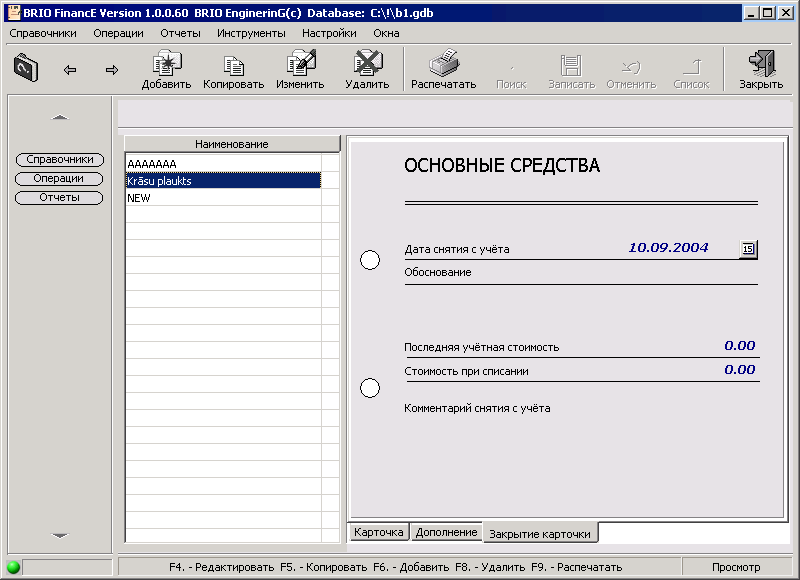 BRIO FinancE Version 1.0.0.60 BRIO EnginerinG(c) Database: C:\!\b1.gdb
Справочники Операции Отчеты Инструменты Настройки Окна
Добавить Копировать Изменить Удалить Распечатать Поиск Записать Отменить Список Закрыть
Справочники
Операции
Отчеты
Наименование
AAAAAAA
Krāsu plaukts
NEW
ОСНОВНЫЕ СРЕДСТВА
Дата снятия с учёта 10.09.2004 15
Обоснование
Последняя учётная стоимость 0.00
Стоимость при списании 0.00
Комментарий снятия с учёта
Карточка Дополнение Закрытие карточки
F4. - Редактировать F5. - Копировать F6. - Добавить F8. - Удалить F9. - Распечатать Просмотр